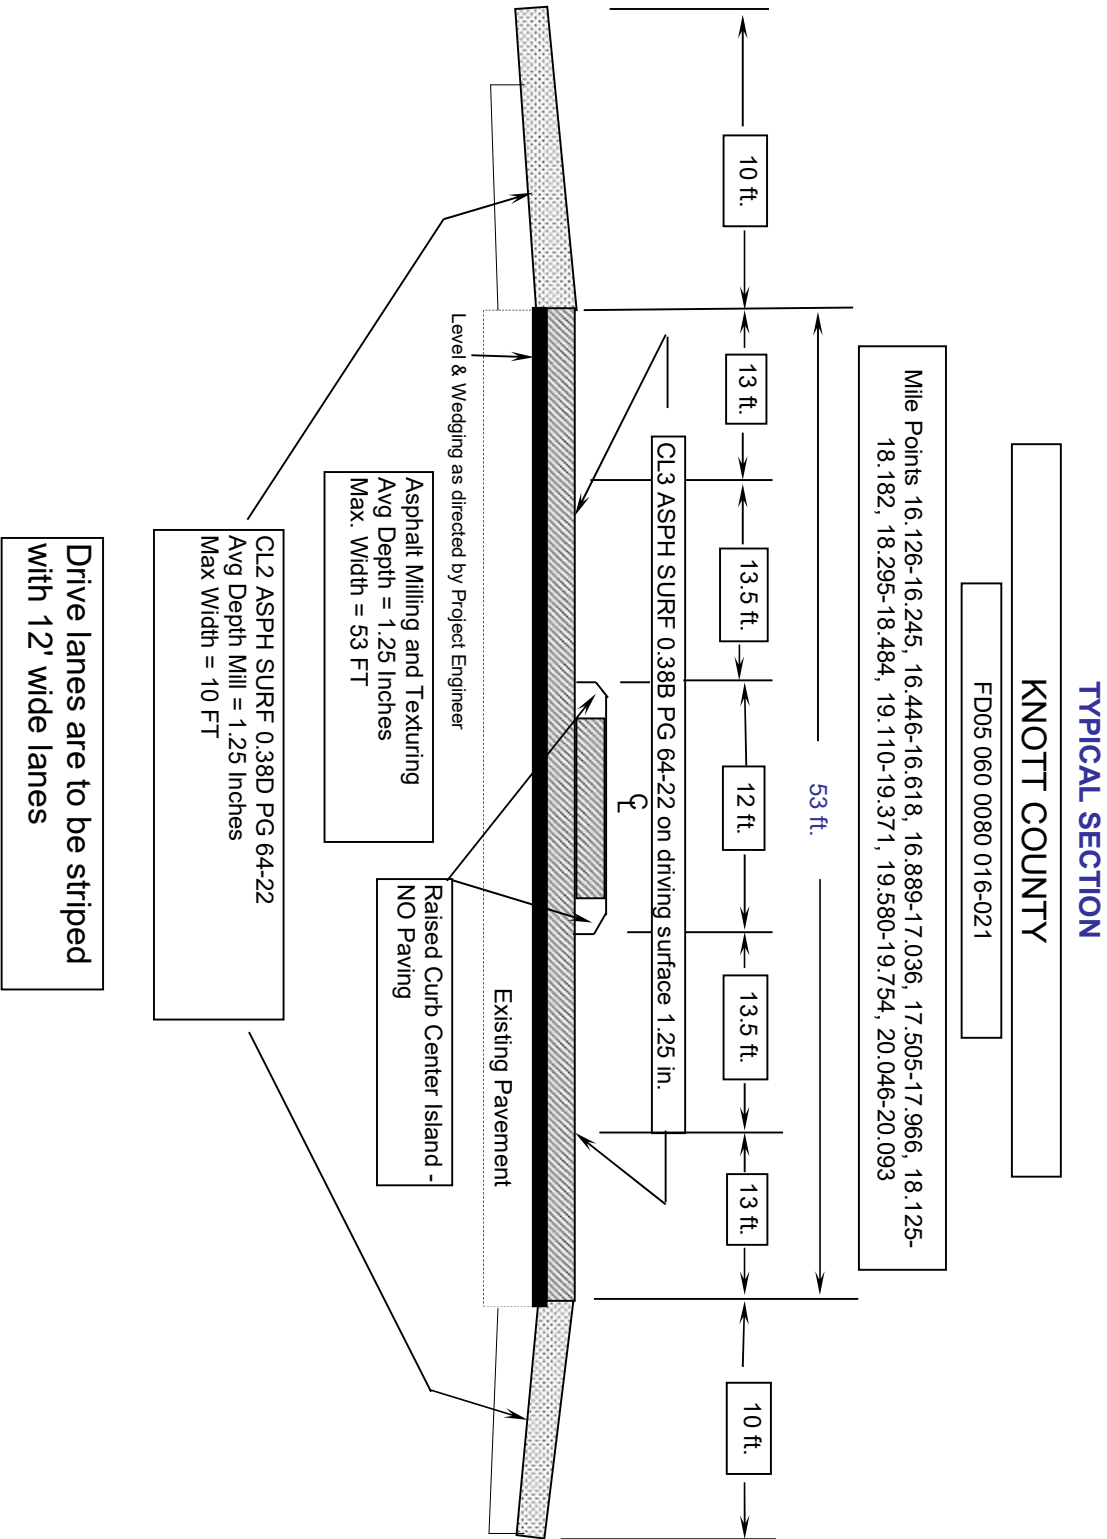 TYPICAL SECTION
KNOTT COUNTY
FD05 060 0080 016-021
Mile Points 16.126-16.245, 16.446-16.618, 16.889-17.036, 17.505-17.966, 18.125-
18.182, 18.295-18.484, 19.110-19.371, 19.580-19.754, 20.046-20.093
53 ft.
10 ft.
13 ft.
13.5 ft.
12 ft.
13.5 ft.
13 ft.
10 ft.
CL3 ASPH SURF 0.38B PG 64-22 on driving surface 1.25 in.
CL
Existing Pavement
Level & Wedging as directed by Project Engineer
Raised Curb Center Island -
NO Paving
Asphalt Milling and Texturing
Avg Depth = 1.25 Inches
Max. Width = 53 FT
CL2 ASPH SURF 0.38D PG 64-22
Avg Depth Mill = 1.25 Inches
Max Width = 10 FT
Drive lanes are to be striped
with 12' wide lanes